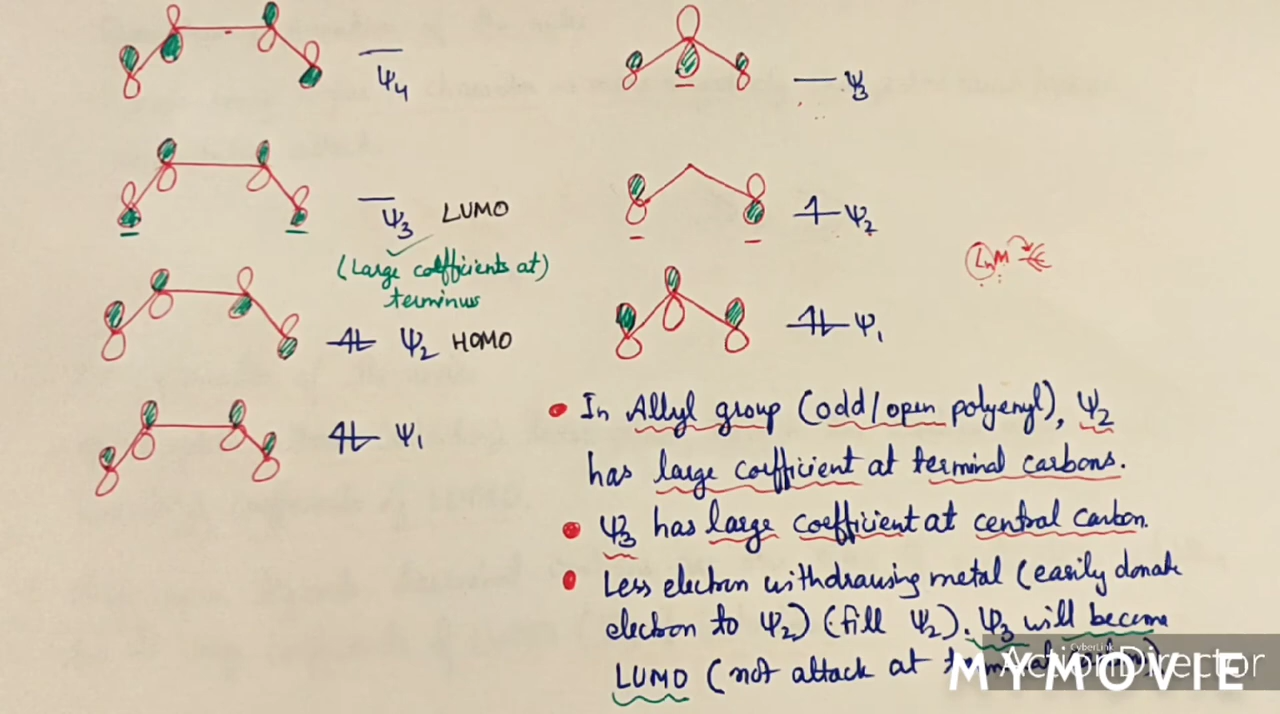 Ψ4
Ψ3 LUMO
(Large coefficients at)
terminus
Ψ2 HOMO
Ψ1
Ψ3
Ψ2
LnM
Ψ1
• In Allyl group (odd/open polyenyl), Ψ2
has large coefficient at terminal carbons.
• Ψ3 has large coefficient at central carbon.
• Less electron withdrawing metal (easily donate
electron to Ψ2) (fill Ψ2). Ψ3 will become
LUMO (not attack at
CyberLink
ActionDirector
MYMOVIE